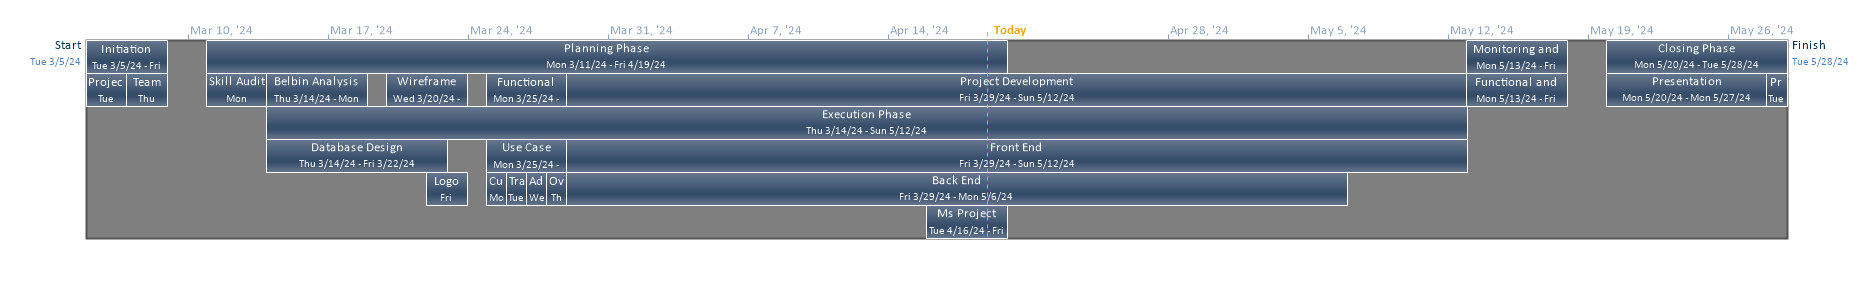 Mar 10, '24 Mar 17, '24 Mar 24, '24 Mar 31, '24 Apr 7, '24 Apr 14, '24 Today Apr 28, '24 May 5, '24 May 12, '24 May 19, '24 May 26, '24
Start
Tue 3/5/24
Initiation
Tue 3/5/24 - Fri
Planning Phase
Mon 3/11/24 - Fri 4/19/24
Monitoring and
Mon 5/13/24 - Fri
Closing Phase
Mon 5/20/24 - Tue 5/28/24
Finish
Tue 5/28/24
Projec
Tue
Team
Thu
Skill Audit
Mon
Belbin Analysis
Thu 3/14/24 - Mon
Wireframe
Wed 3/20/24 -
Functional
Mon 3/25/24 -
Project Development
Fri 3/29/24 - Sun 5/12/24
Functional and
Mon 5/13/24 - Fri
Presentation
Mon 5/20/24 - Mon 5/27/24
Pr
Tue
Execution Phase
Thu 3/14/24 - Sun 5/12/24
Database Design
Thu 3/14/24 - Fri 3/22/24
Use Case
Mon 3/25/24 -
Front End
Fri 3/29/24 - Sun 5/12/24
Logo
Fri
Cu
Mo
Tra
Tue
Ad
We
Ov
Th
Back End
Fri 3/29/24 - Mon 5/6/24
Ms Project
Tue 4/16/24 - Fri